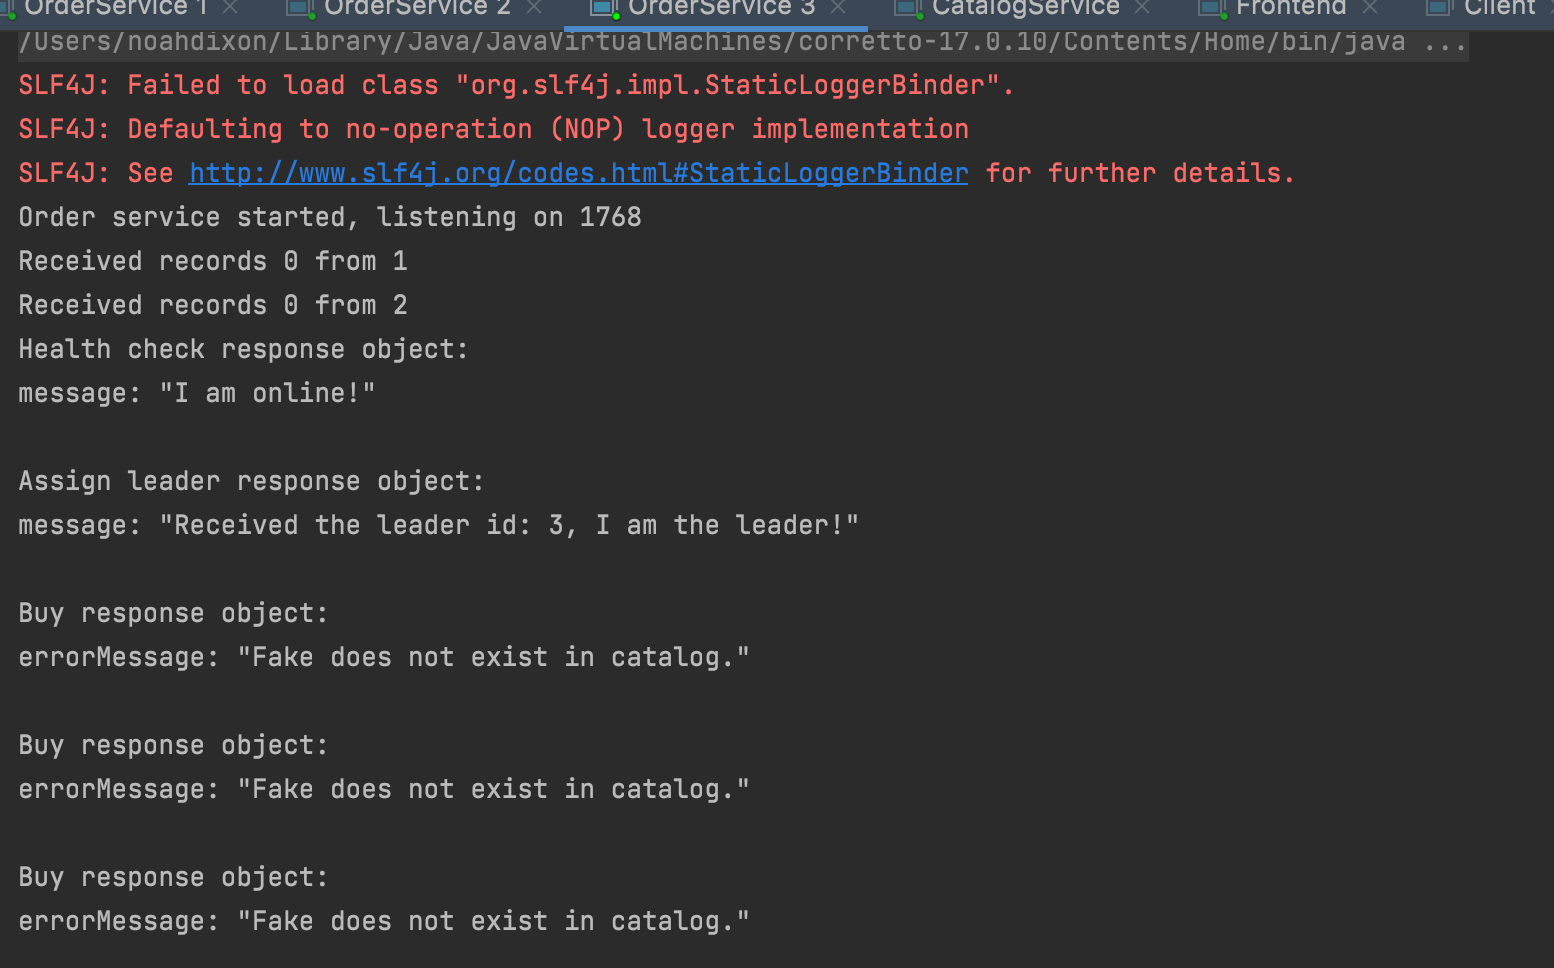 OrderService 1 OrderService 2 OrderService 3 CatalogService Frontend Client
/Users/noahdixon/Library/Java/JavaVirtualMachines/corretto-17.0.10/Contents/Home/bin/java ...
SLF4J: Failed to load class "org.slf4j.impl.StaticLoggerBinder".
SLF4J: Defaulting to no-operation (NOP) logger implementation
SLF4J: See http://www.slf4j.org/codes.html#StaticLoggerBinder for further details.
Order service started, listening on 1768
Received records 0 from 1
Received records 0 from 2
Health check response object:
message: "I am online!"
Assign leader response object:
message: "Received the leader id: 3, I am the leader!"
Buy response object:
errorMessage: "Fake does not exist in catalog."
Buy response object:
errorMessage: "Fake does not exist in catalog."
Buy response object:
errorMessage: "Fake does not exist in catalog."